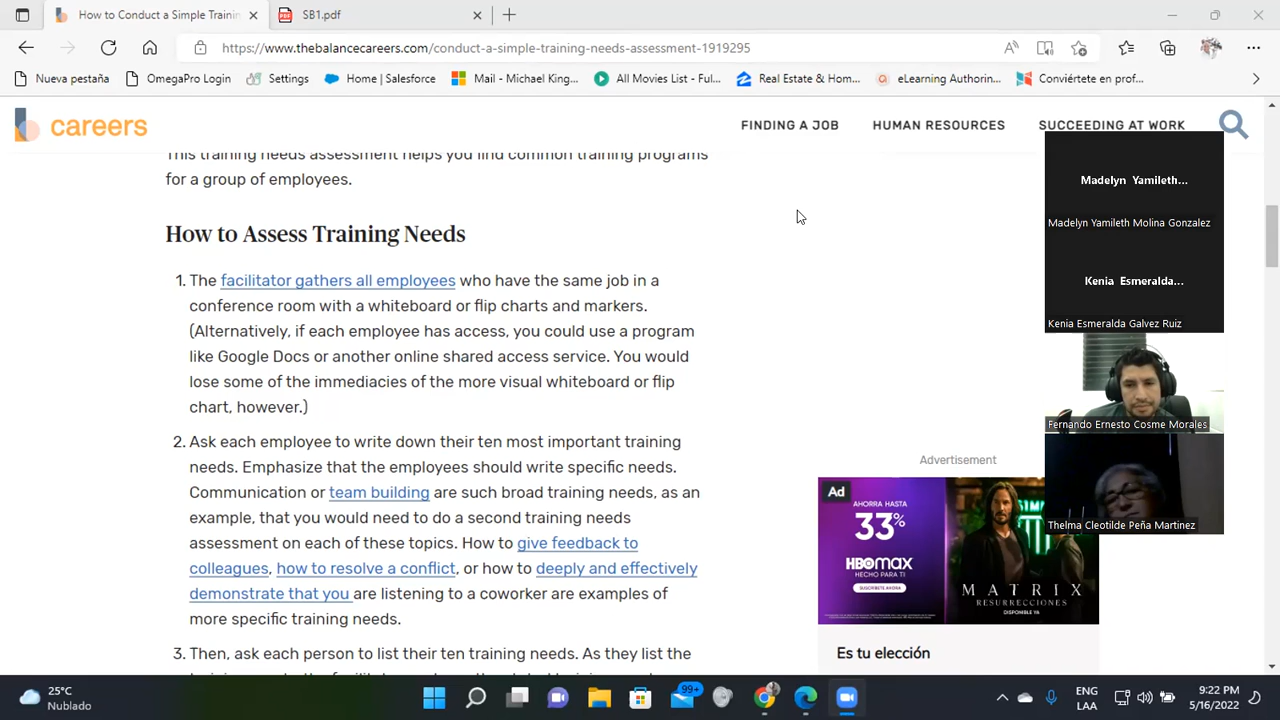 How to Conduct a Simple Trainin
SB1.pdf
https://www.thebalancecareers.com/conduct-a-simple-training-needs-assessment-1919295
Nueva pestaña
OmegaPro Login
Settings
Home | Salesforce
Mail - Michael King...
All Movies List - Ful...
Real Estate & Hom...
eLearning Authorin...
Conviértete en prof...
careers
FINDING A JOB
HUMAN RESOURCES
SUCCEEDING AT WORK
This training needs assessment helps you find common training programs
for a group of employees.
How to Assess Training Needs
1. The facilitator gathers all employees who have the same job in a
conference room with a whiteboard or flip charts and markers.
(Alternatively, if each employee has access, you could use a program
like Google Docs or another online shared access service. You would
lose some of the immediacies of the more visual whiteboard or flip
chart, however.)
2. Ask each employee to write down their ten most important training
needs. Emphasize that the employees should write specific needs.
Communication or team building are such broad training needs, as an
example, that you would need to do a second training needs
assessment on each of these topics. How to give feedback to
colleagues, how to resolve a conflict, or how to deeply and effectively
demonstrate that you are listening to a coworker are examples of
more specific training needs.
3. Then, ask each person to list their ten training needs. As they list the
Madelyn Yamileth...
Madelyn Yamileth Molina Gonzalez
Kenia Esmeralda...
Kenia Esmeralda Galvez Ruiz
Fernando Ernesto Cosme Morales
Thelma Cleotilde Peña Martinez
Advertisement
Ad
AHORRA HASTA
33%
HBOMAX
HECHO PARA TI
SUSCRÍBETE AHORA
MATRIX
RESURRECCIONES
DISPONIBLE YA
Es tu elección
25°C
Nublado
99+
ENG
LAA
9:22 PM
5/16/2022